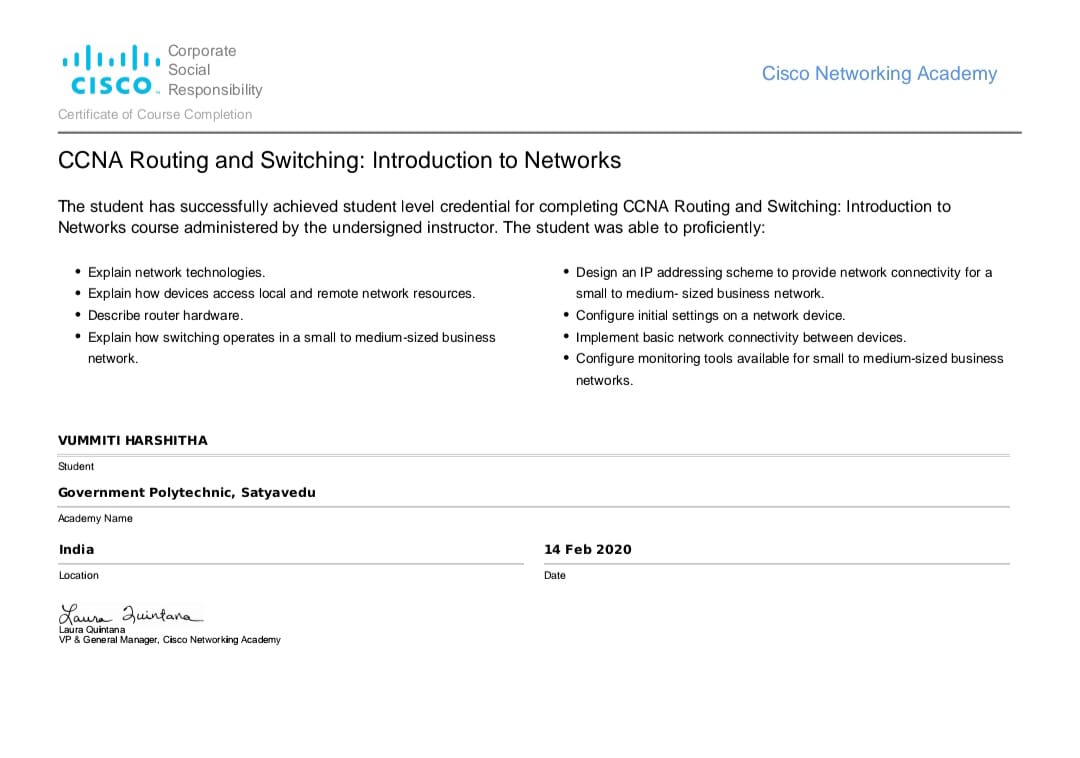 Corporate
Social
CISCO™ Responsibility
Cisco Networking Academy
Certificate of Course Completion
CCNA Routing and Switching: Introduction to Networks
The student has successfully achieved student level credential for completing CCNA Routing and Switching: Introduction to
Networks course administered by the undersigned instructor. The student was able to proficiently:
• Explain network technologies.
• Explain how devices access local and remote network resources.
• Describe router hardware.
• Explain how switching operates in a small to medium-sized business
network.
• Design an IP addressing scheme to provide network connectivity for a
small to medium- sized business network.
• Configure initial settings on a network device.
• Implement basic network connectivity between devices.
• Configure monitoring tools available for small to medium-sized business
networks.
VUMMITI HARSHITHA
Student
Government Polytechnic, Satyavedu
Academy Name
India
Location
14 Feb 2020
Date
Laura Quintana
Laura Quintana
VP & General Manager, Cisco Networking Academy